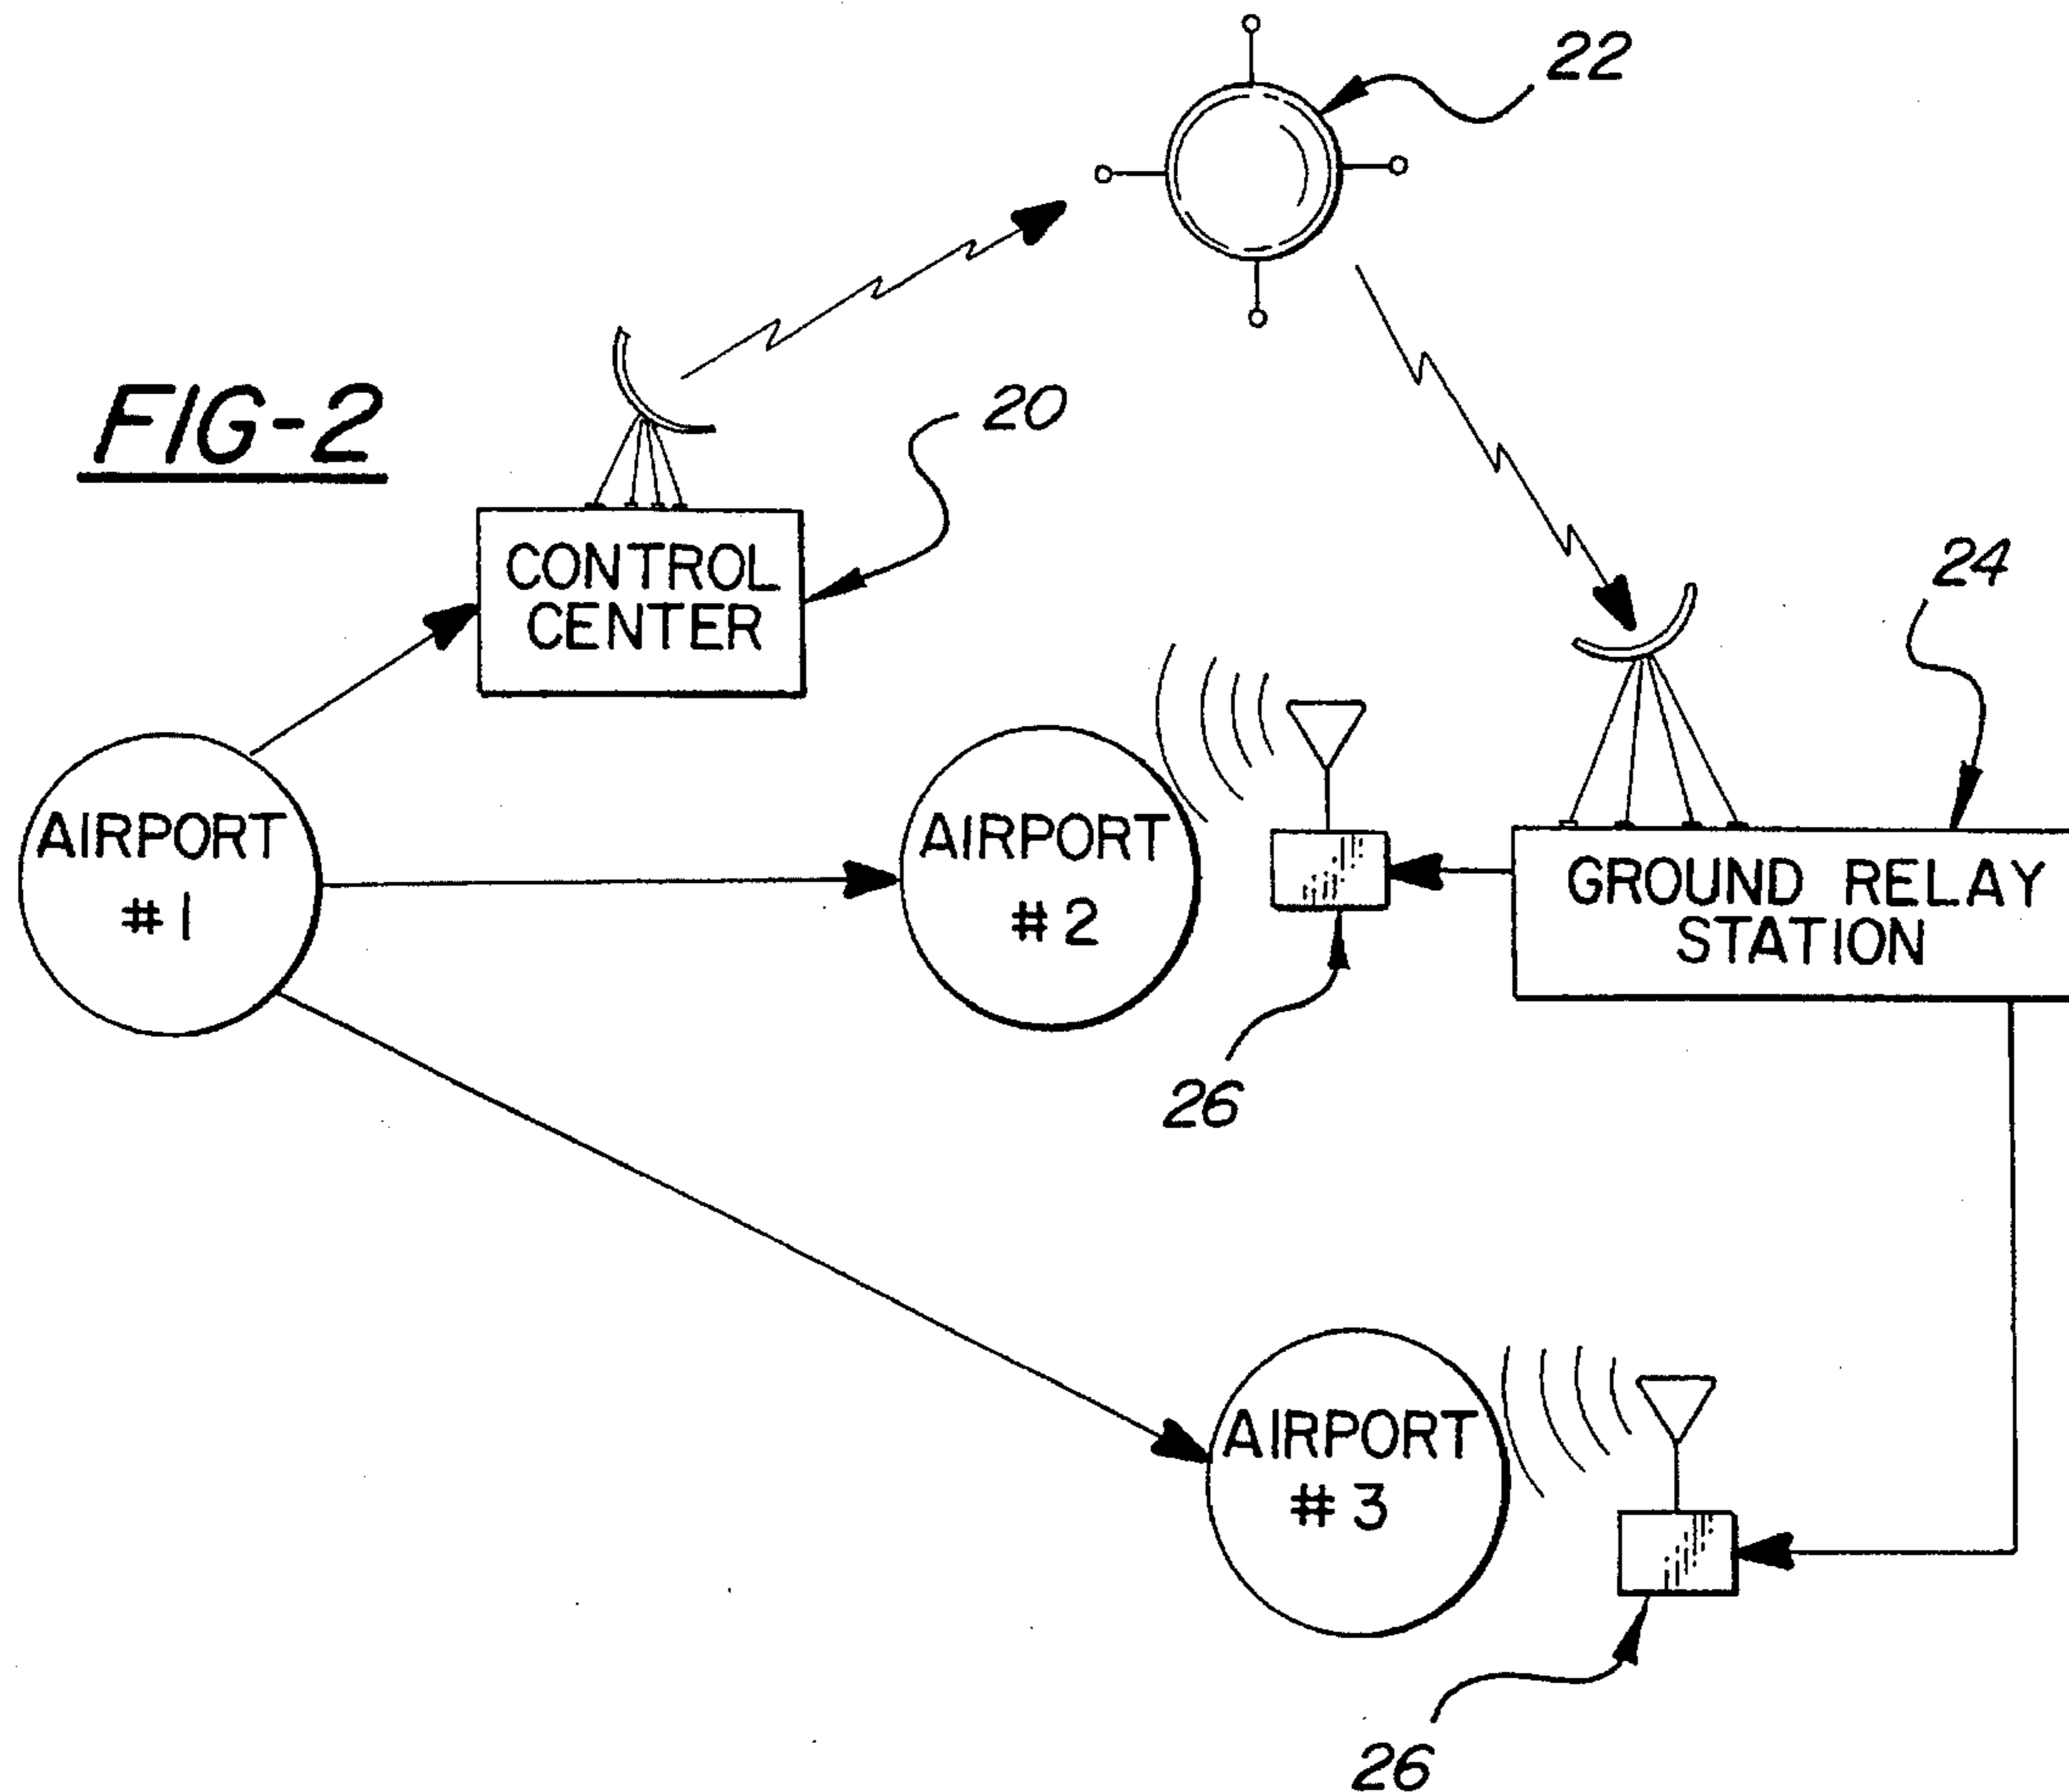 22
FIG-2
20
CONTROL
CENTER
24
AIRPORT
#1
AIRPORT
#2
GROUND RELAY
STATION
26
AIRPORT
#3
26